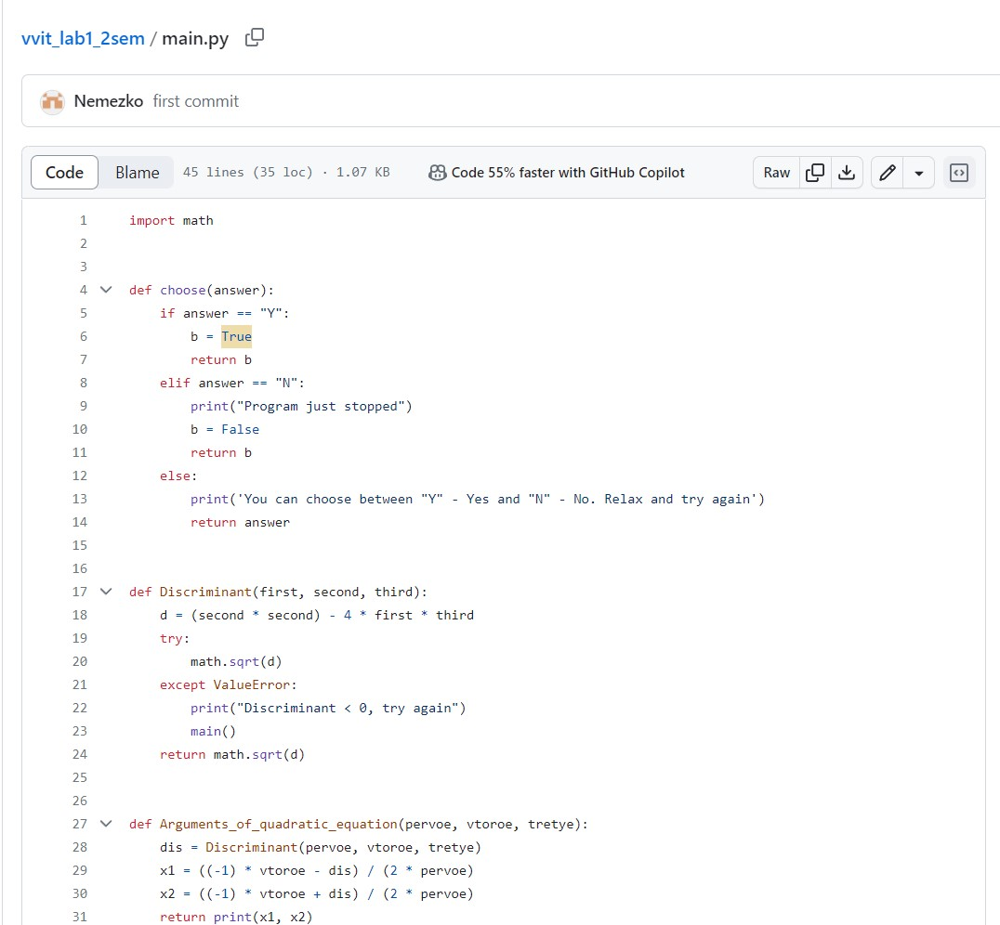 vvit_lab1_2sem / main.py
Nemezko first commit
Code Blame 45 lines (35 loc) · 1.07 KB Code 55% faster with GitHub Copilot Raw
1 import math
2
3
4 def choose(answer):
5     if answer == "Y":
6         b = True
7         return b
8     elif answer == "N":
9         print("Program just stopped")
10         b = False
11         return b
12     else:
13         print('You can choose between "Y" - Yes and "N" - No. Relax and try again')
14         return answer
15
16
17 def Discriminant(first, second, third):
18     d = (second * second) - 4 * first * third
19     try:
20         math.sqrt(d)
21     except ValueError:
22         print("Discriminant < 0, try again")
23         main()
24     return math.sqrt(d)
25
26
27 def Arguments_of_quadratic_equation(pervoe, vtoroe, tretye):
28     dis = Discriminant(pervoe, vtoroe, tretye)
29     x1 = ((-1) * vtoroe - dis) / (2 * pervoe)
30     x2 = ((-1) * vtoroe + dis) / (2 * pervoe)
31     return print(x1, x2)